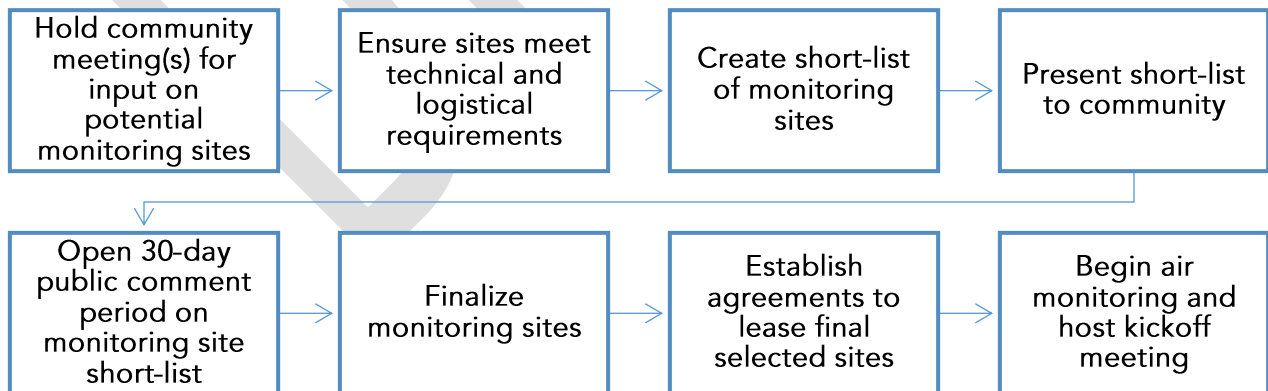 Hold community
meeting(s) for
input on
potential
monitoring sites
Ensure sites meet
technical and
logistical
requirements
Create short-list
of monitoring
sites
Present short-list
to community
Open 30-day
public comment
period on
monitoring site
short-list
Finalize
monitoring sites
Establish
agreements to
lease final
selected sites
Begin air
monitoring and
host kickoff
meeting